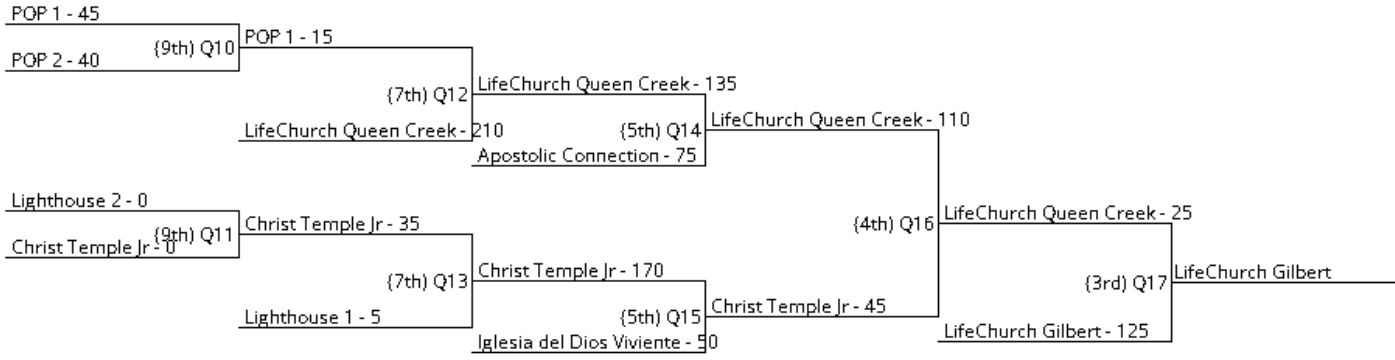 POP 1 - 45
{9th) Q10
POP 1 - 15
POP 2 - 40
{7th) Q12
LifeChurch Queen Creek - 135
LifeChurch Queen Creek - 210
{5th) Q14
LifeChurch Queen Creek - 110
Apostolic Connection - 75
Lighthouse 2 - 0
{9th) Q11
Christ Temple Jr - 35
Christ Temple Jr - 0
{4th) Q16
LifeChurch Queen Creek - 25
{7th) Q13
Christ Temple Jr - 170
{3rd) Q17
LifeChurch Gilbert
Lighthouse 1 - 5
{5th) Q15
Christ Temple Jr - 45
LifeChurch Gilbert - 125
Iglesia del Dios Viviente - 50